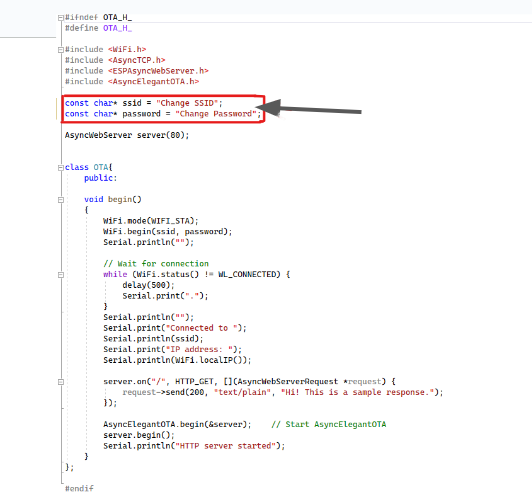 #ifndef OTA_H_
#define OTA_H_
#include <WiFi.h>
#include <AsyncTCP.h>
#include <ESPAsyncWebServer.h>
#include <AsyncElegantOTA.h>
const char* ssid = "Change SSID";
const char* password = "Change Password";
AsyncWebServer server(80);
class OTA{
public:
void begin()
{
WiFi.mode(WIFI_STA);
WiFi.begin(ssid, password);
Serial.println("");
// Wait for connection
while (WiFi.status() != WL_CONNECTED) {
delay(500);
Serial.print(".");
}
Serial.println("");
Serial.print("Connected to ");
Serial.println(ssid);
Serial.print("IP address: ");
Serial.println(WiFi.localIP());
server.on("/", HTTP_GET, [](AsyncWebServerRequest *request) {
request->send(200, "text/plain", "Hi! This is a sample response.");
});
AsyncElegantOTA.begin(&server);    // Start AsyncElegantOTA
server.begin();
Serial.println("HTTP server started");
}
};
#endif